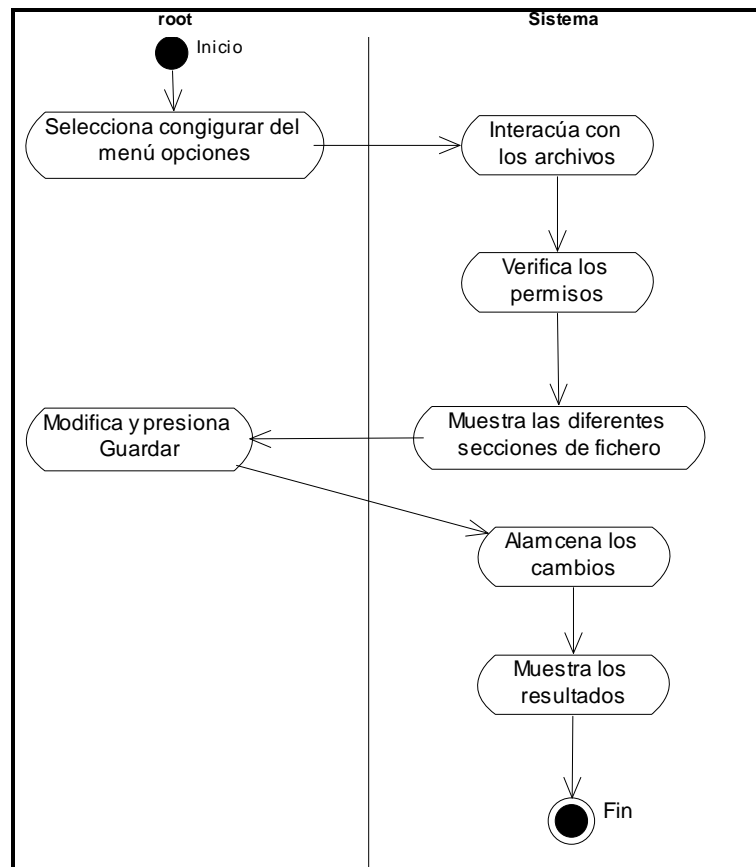 root
Sistema
Inicio
Selecciona congigurar del
menú opciones
Interacúa con
los archivos
Verifica los
permisos
Muestra las diferentes
secciones de fichero
Modifica y presiona
Guardar
Alamcena los
cambios
Muestra los
resultados
Fin